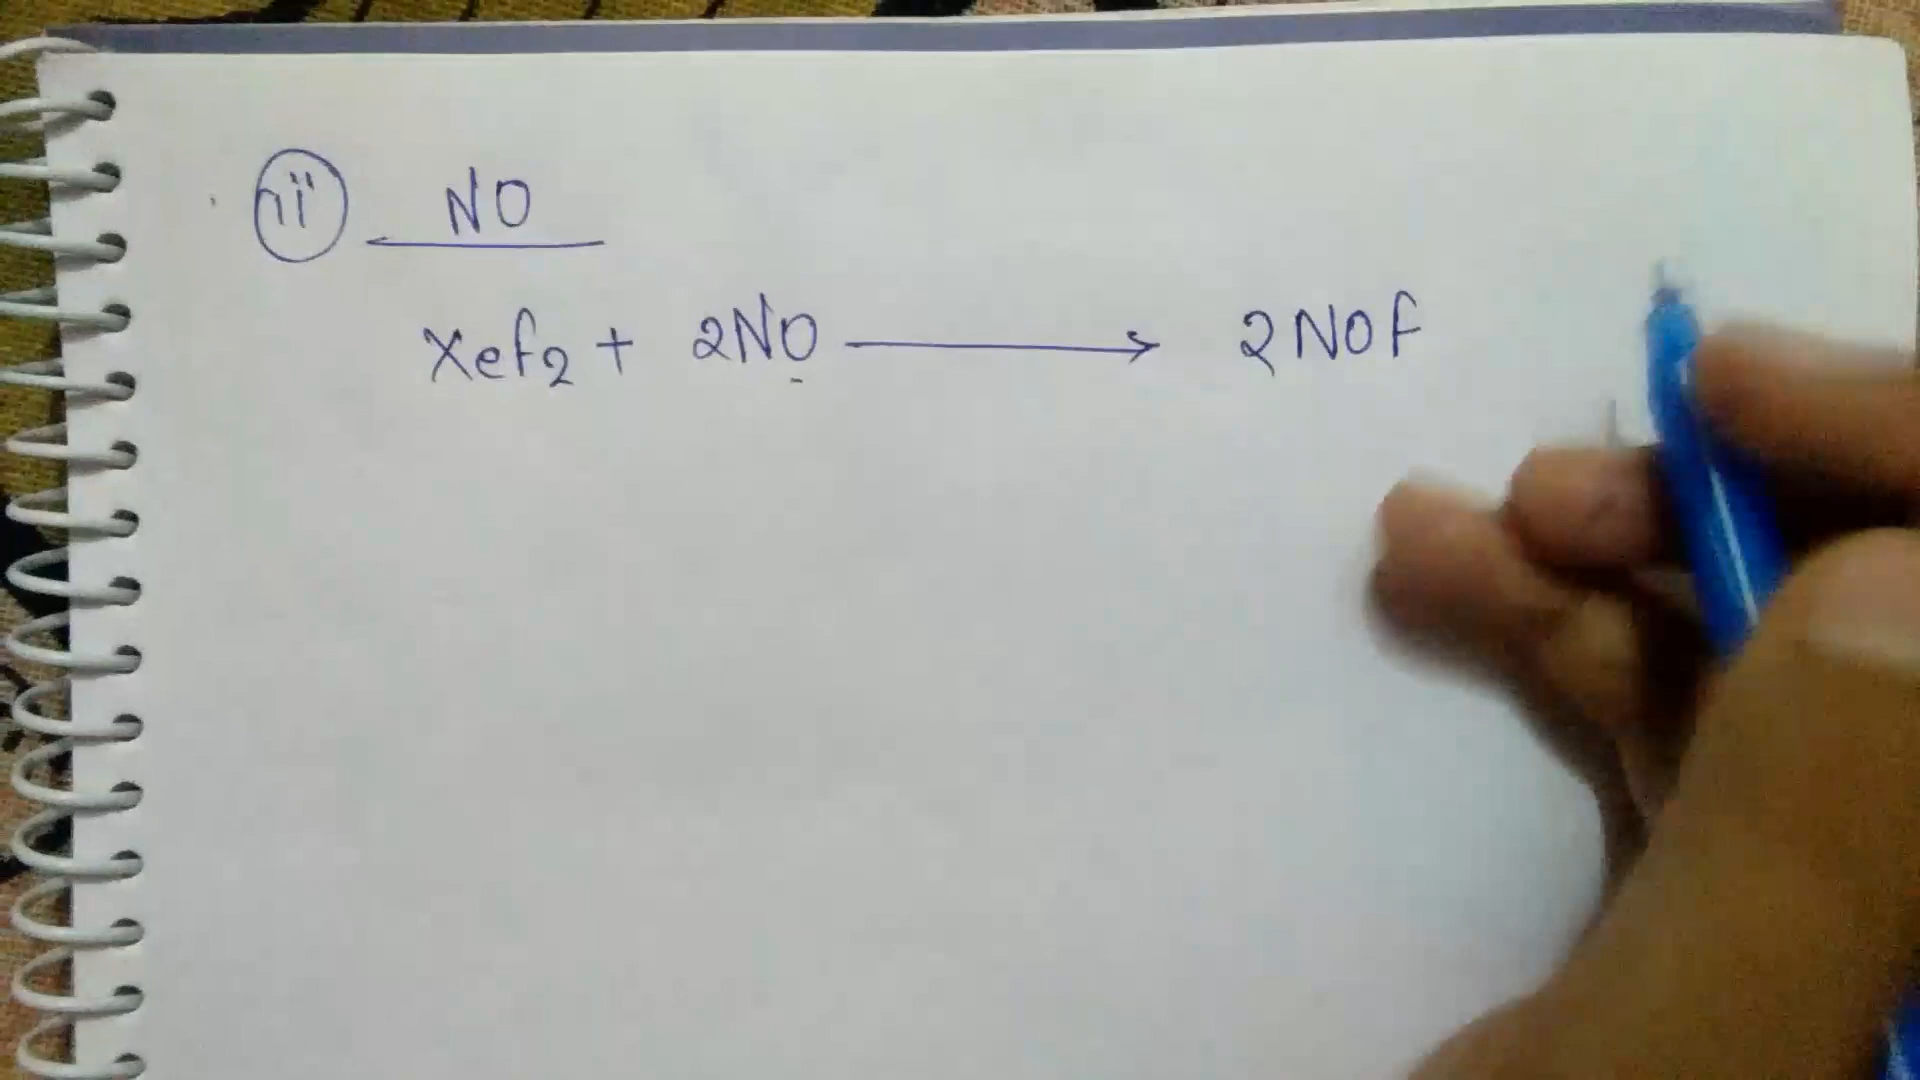 ii NO
Xef2 + 2NO → 2NOF